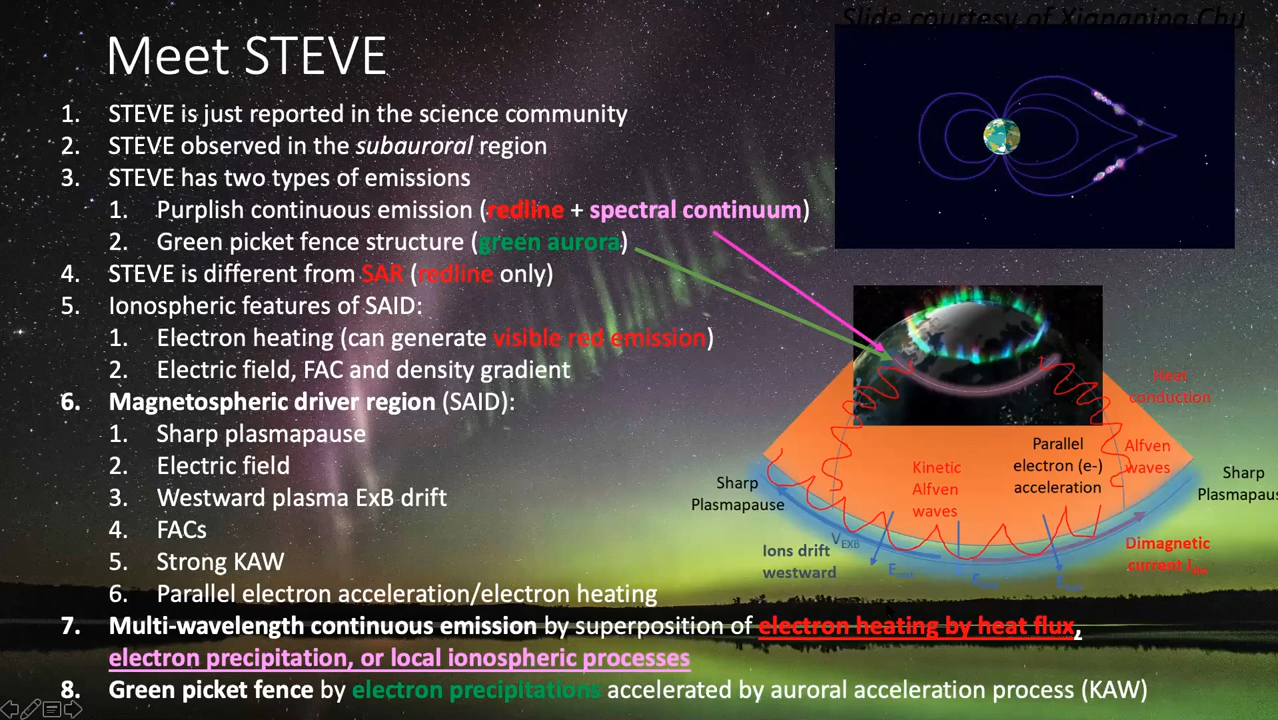 Slide courtesy of Xiangning Chu
Meet STEVE
1. STEVE is just reported in the science community
2. STEVE observed in the subauroral region
3. STEVE has two types of emissions
1. Purplish continuous emission (redline + spectral continuum)
2. Green picket fence structure (green aurora)
4. STEVE is different from SAR (redline only)
5. Ionospheric features of SAID:
1. Electron heating (can generate visible red emission)
2. Electric field, FAC and density gradient
6. Magnetospheric driver region (SAID):
1. Sharp plasmapause
2. Electric field
3. Westward plasma ExB drift
4. FACs
5. Strong KAW
6. Parallel electron acceleration/electron heating
7. Multi-wavelength continuous emission by superposition of electron heating by heat flux,
electron precipitation, or local ionospheric processes
8. Green picket fence by electron precipitations accelerated by auroral acceleration process (KAW)
Heat
conduction
Parallel
electron (e-)
acceleration
Alfven
waves
Kinetic
Alfven
waves
Sharp
Plasmapause
Sharp
Plasmapaus
VEXB
Ions drift
westward
Dimagnetic
current